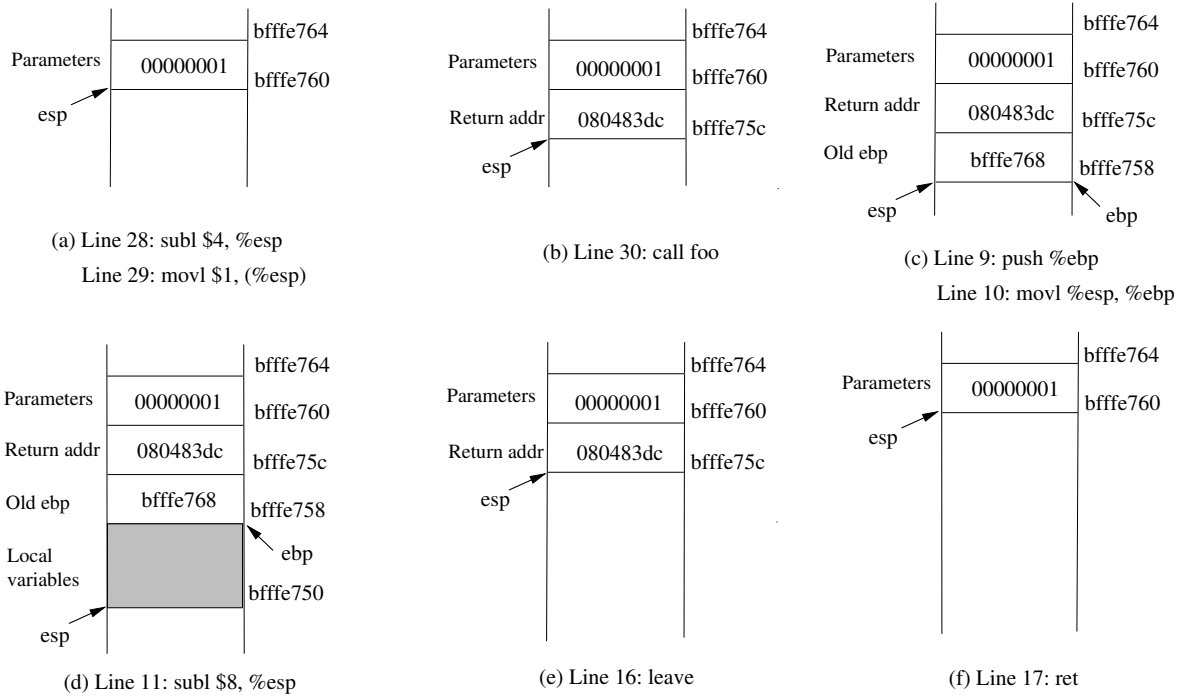 bfffe764
Parameters 00000001 bfffe760
esp
(a) Line 28: subl $4, %esp
Line 29: movl $1, (%esp)
bfffe764
Parameters 00000001 bfffe760
Return addr 080483dc bfffe75c
esp
(b) Line 30: call foo
bfffe764
Parameters 00000001 bfffe760
Return addr 080483dc bfffe75c
Old ebp bfffe768 bfffe758
esp ebp
(c) Line 9: push %ebp
Line 10: movl %esp, %ebp
bfffe764
Parameters 00000001 bfffe760
Return addr 080483dc bfffe75c
Old ebp bfffe768 bfffe758
ebp
Local
variables
bfffe750
esp
(d) Line 11: subl $8, %esp
bfffe764
Parameters 00000001 bfffe760
Return addr 080483dc bfffe75c
esp
(e) Line 16: leave
bfffe764
Parameters 00000001 bfffe760
esp
(f) Line 17: ret